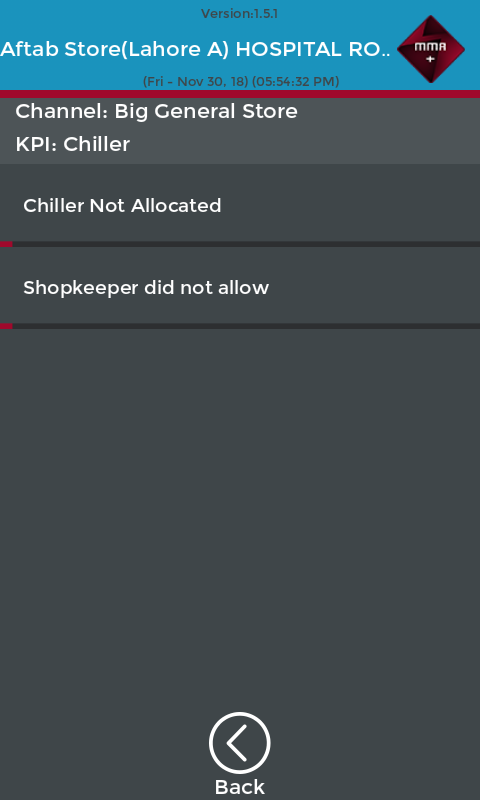 Version:1.5.1
Aftab Store(Lahore A) HOSPITAL RO..
MMA
+
(Fri - Nov 30, 18) (05:54:32 PM)
Channel: Big General Store
KPI: Chiller
Chiller Not Allocated
Shopkeeper did not allow
Back